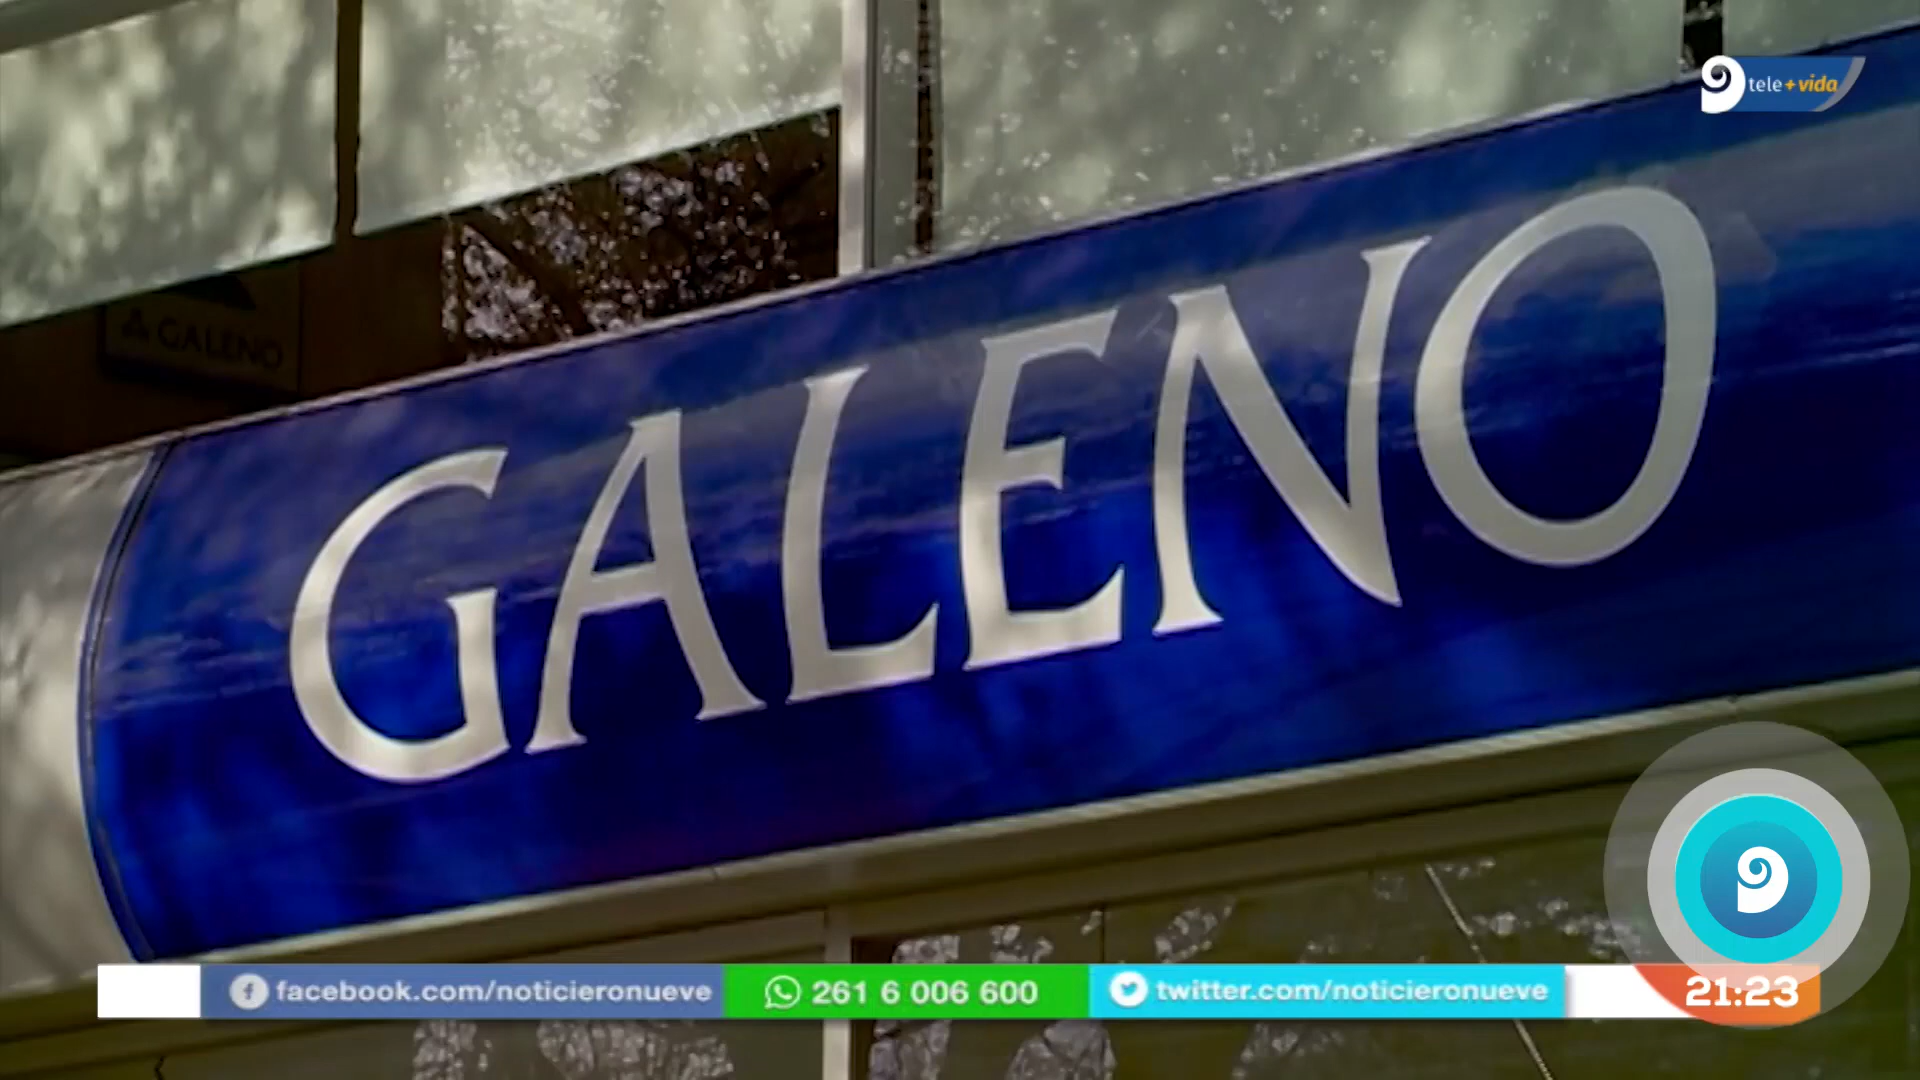 tele+vida
GALENO
GALENO
facebook.com/noticieronueve
261 6 006 600
twitter.com/noticieronueve
21:23